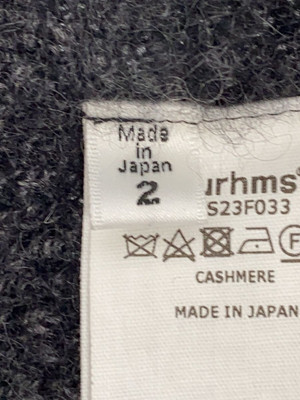 Made
in
Japan
2
urhms®
S23F033
P
CASHMERE
MADE IN JAPAN